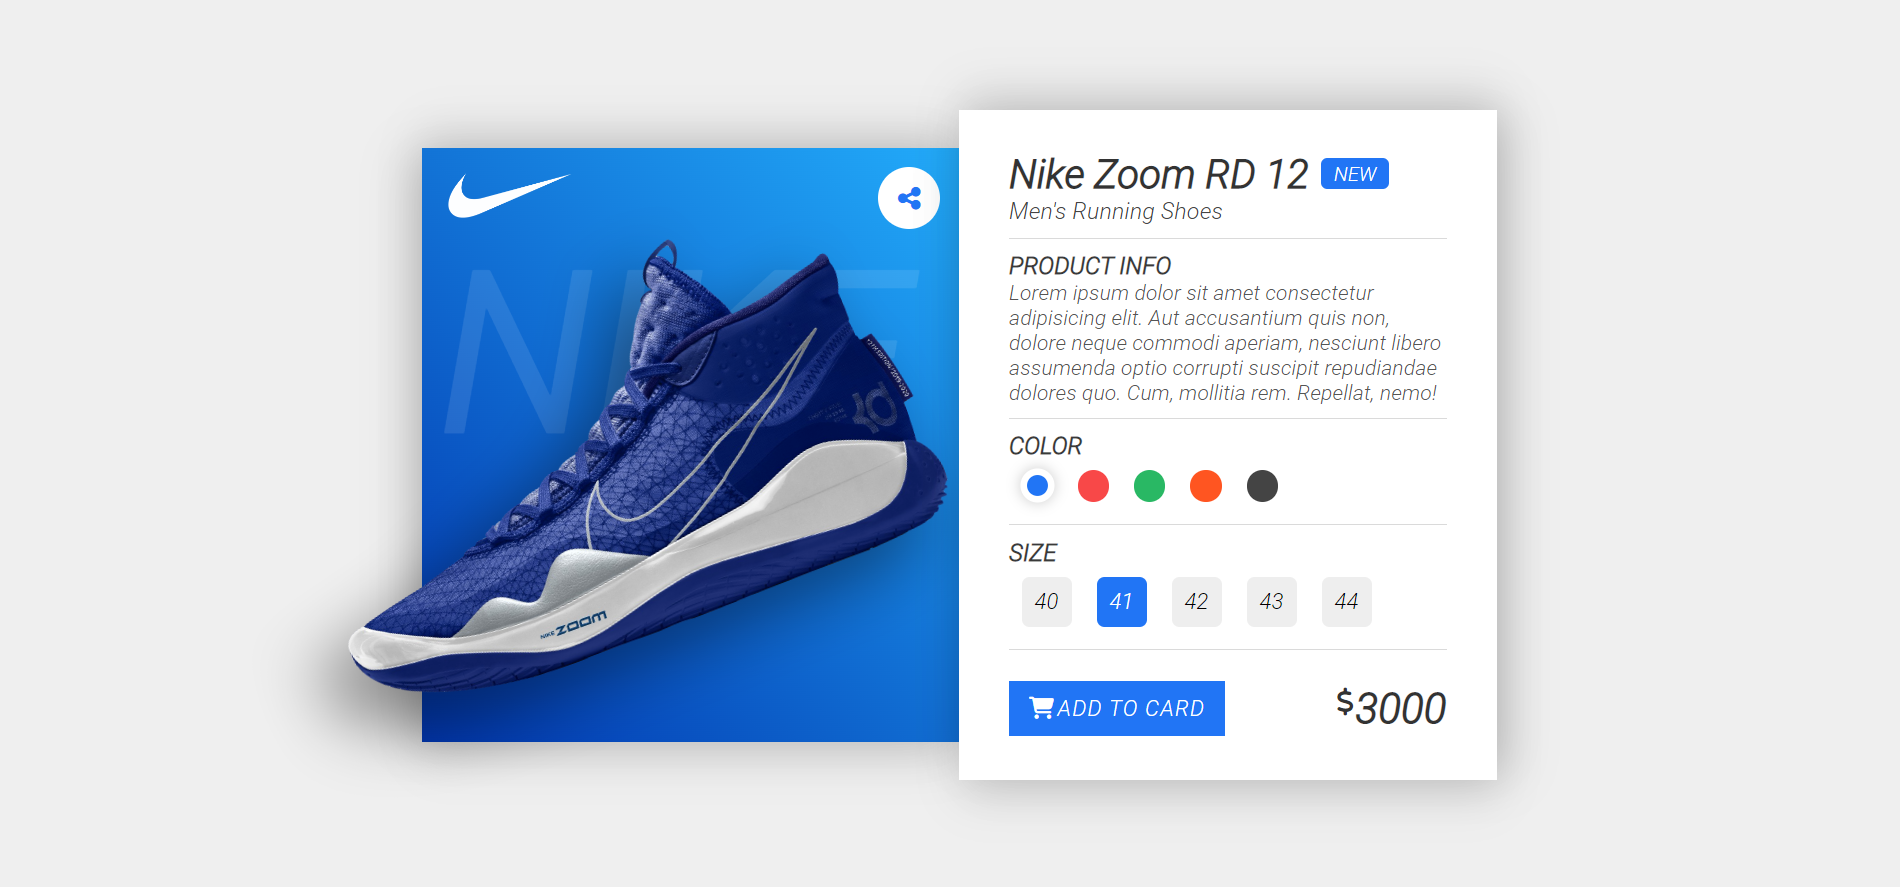 NIKE
NIKE ZOOM
Nike Zoom RD 12 NEW
Men's Running Shoes
PRODUCT INFO
Lorem ipsum dolor sit amet consectetur
adipisicing elit. Aut accusantium quis non,
dolore neque commodi aperiam, nesciunt libero
assumenda optio corrupti suscipit repudiandae
dolores quo. Cum, mollitia rem. Repellat, nemo!
COLOR
SIZE
40 41 42 43 44
ADD TO CARD
$3000